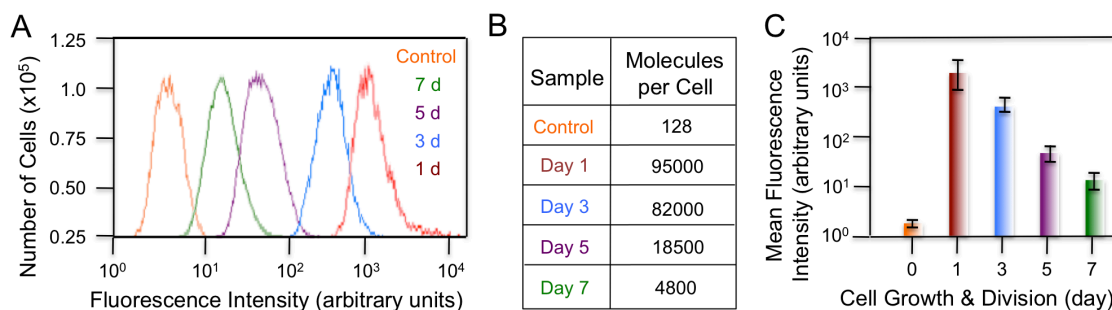 A
Number of Cells (x10⁵)
1.25
1.0
0.75
0.50
0.25
Control
7 d
5 d
3 d
1 d
10⁰ 10¹ 10² 10³ 10⁴
Fluorescence Intensity (arbitrary units)
B
Sample Molecules per Cell
Control 128
Day 1 95000
Day 3 82000
Day 5 18500
Day 7 4800
C
Mean Fluorescence
Intensity (arbitrary units)
10⁴
10³
10²
10¹
10⁰
0 1 3 5 7
Cell Growth & Division (day)